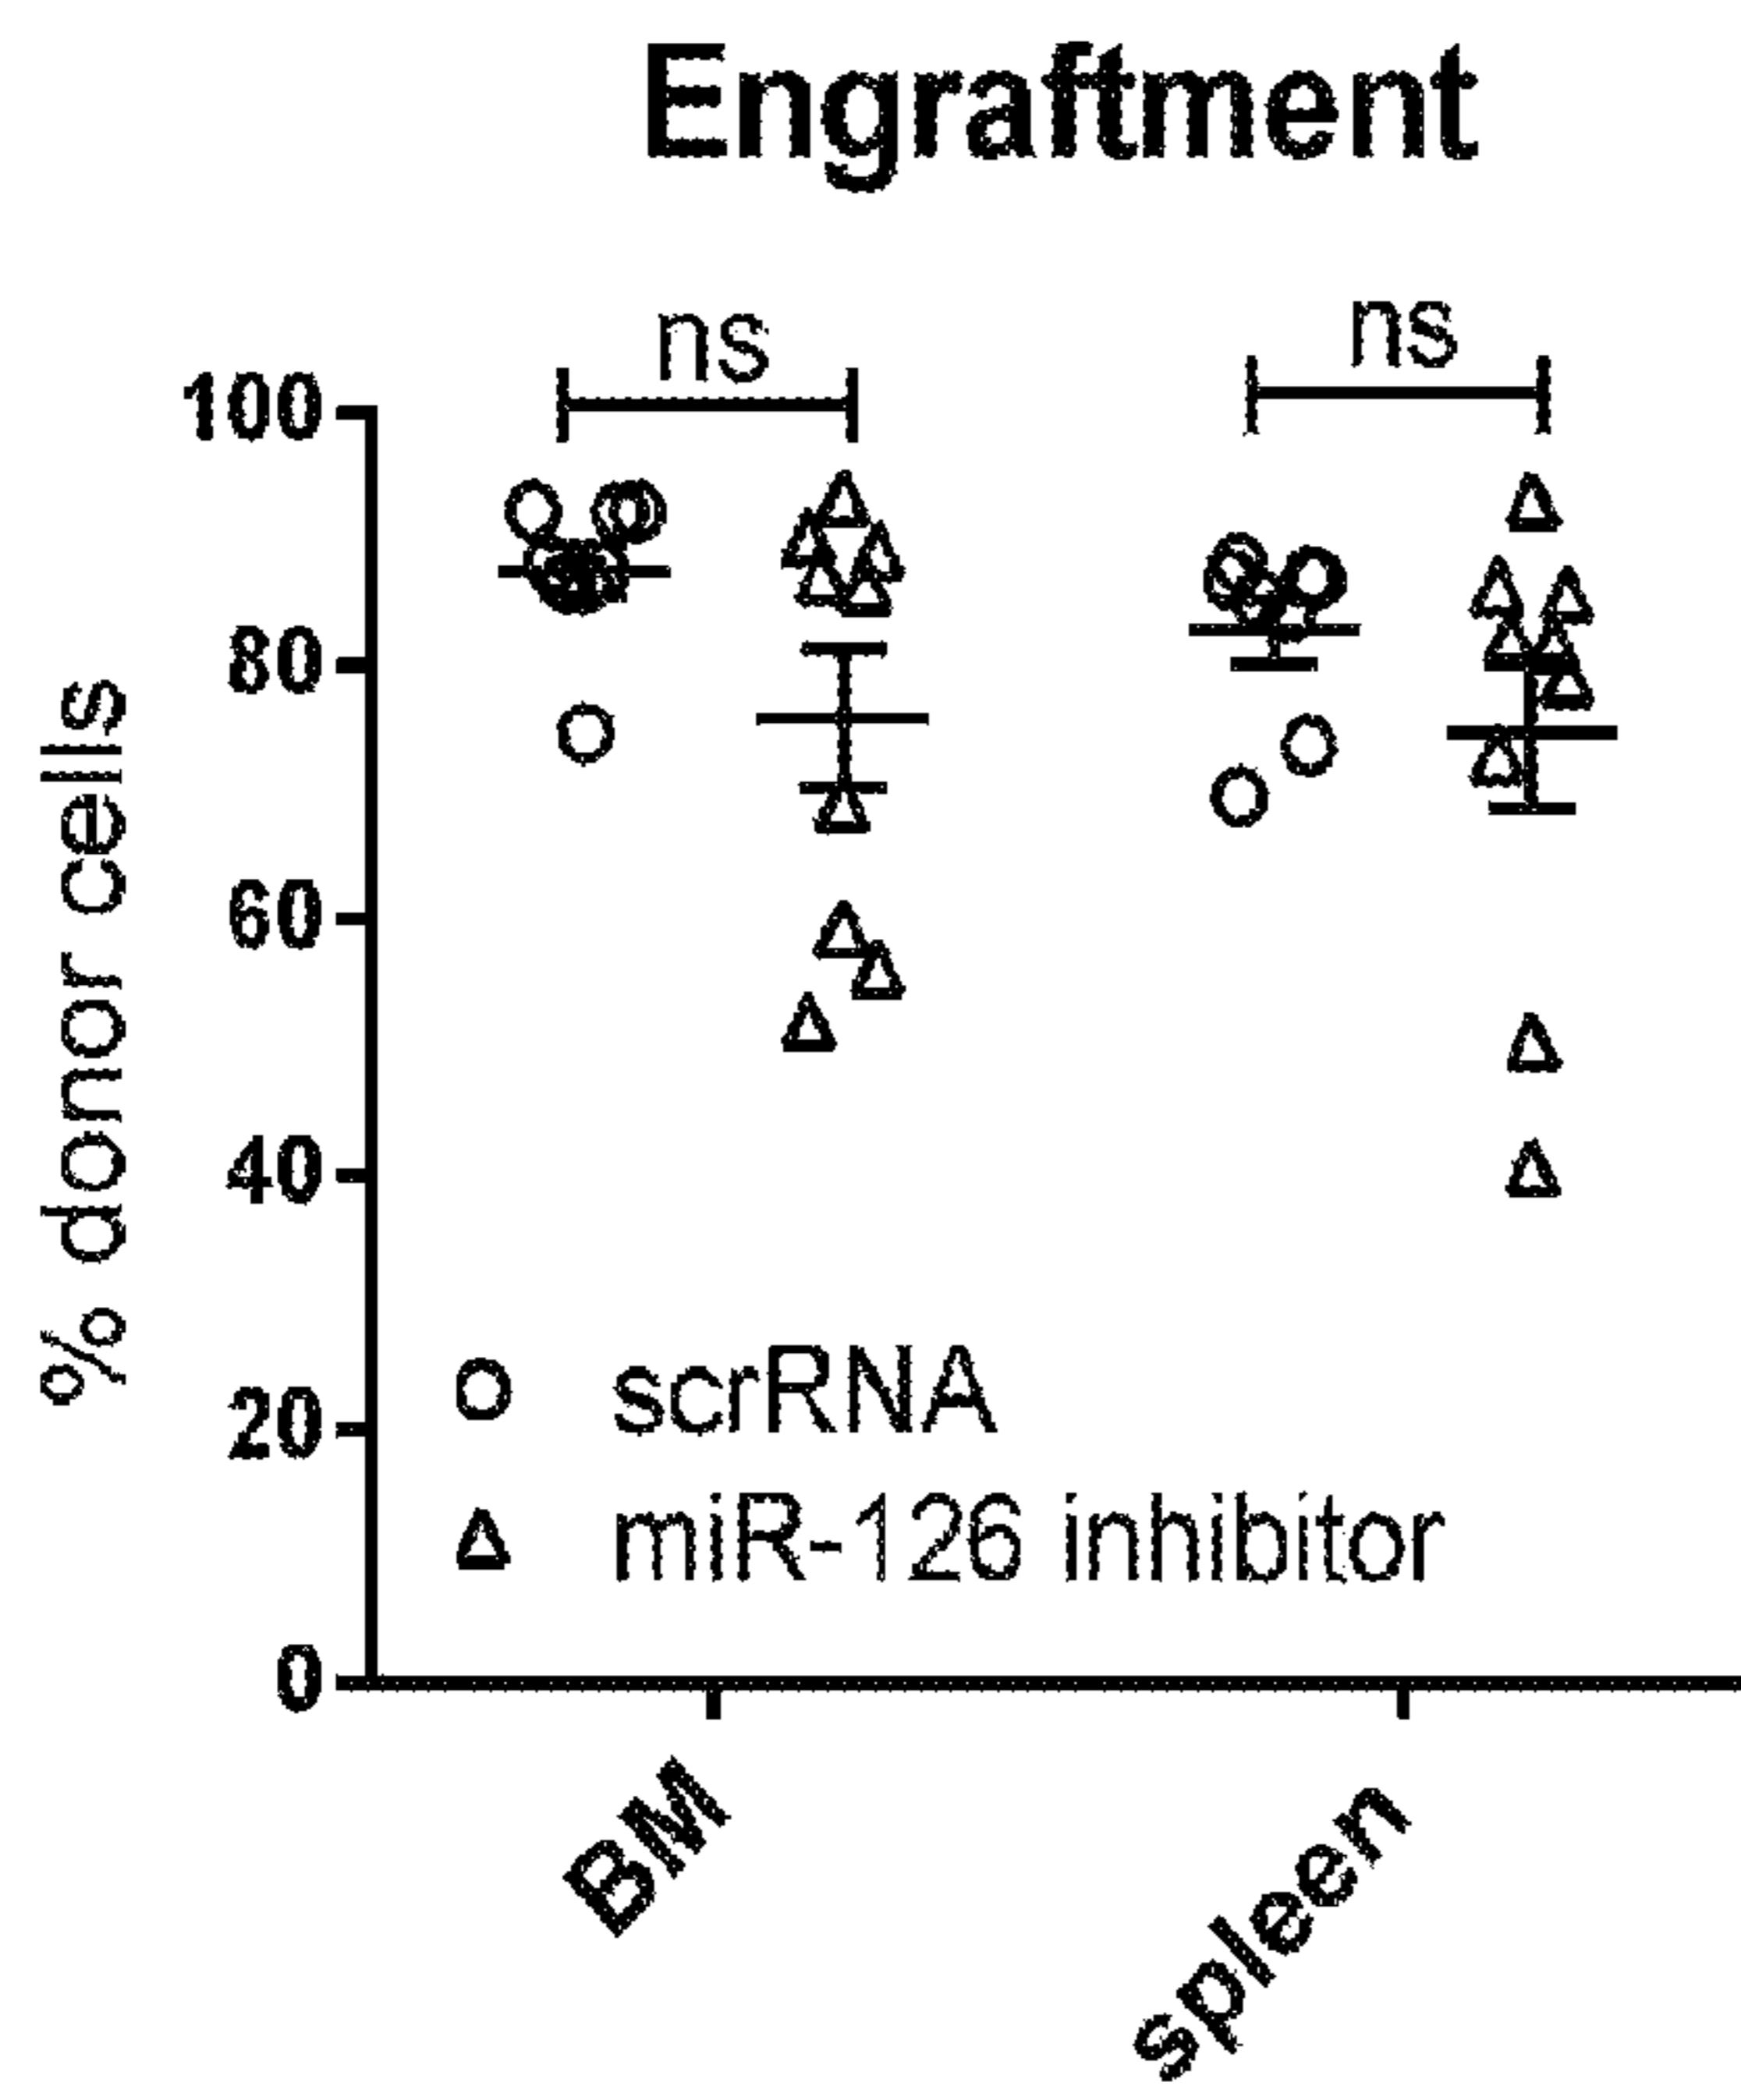 Engraftment
ns
ns
% donor cells
100
80
60
40
20
0
scrRNA
miR-126 inhibitor
BM
spleen